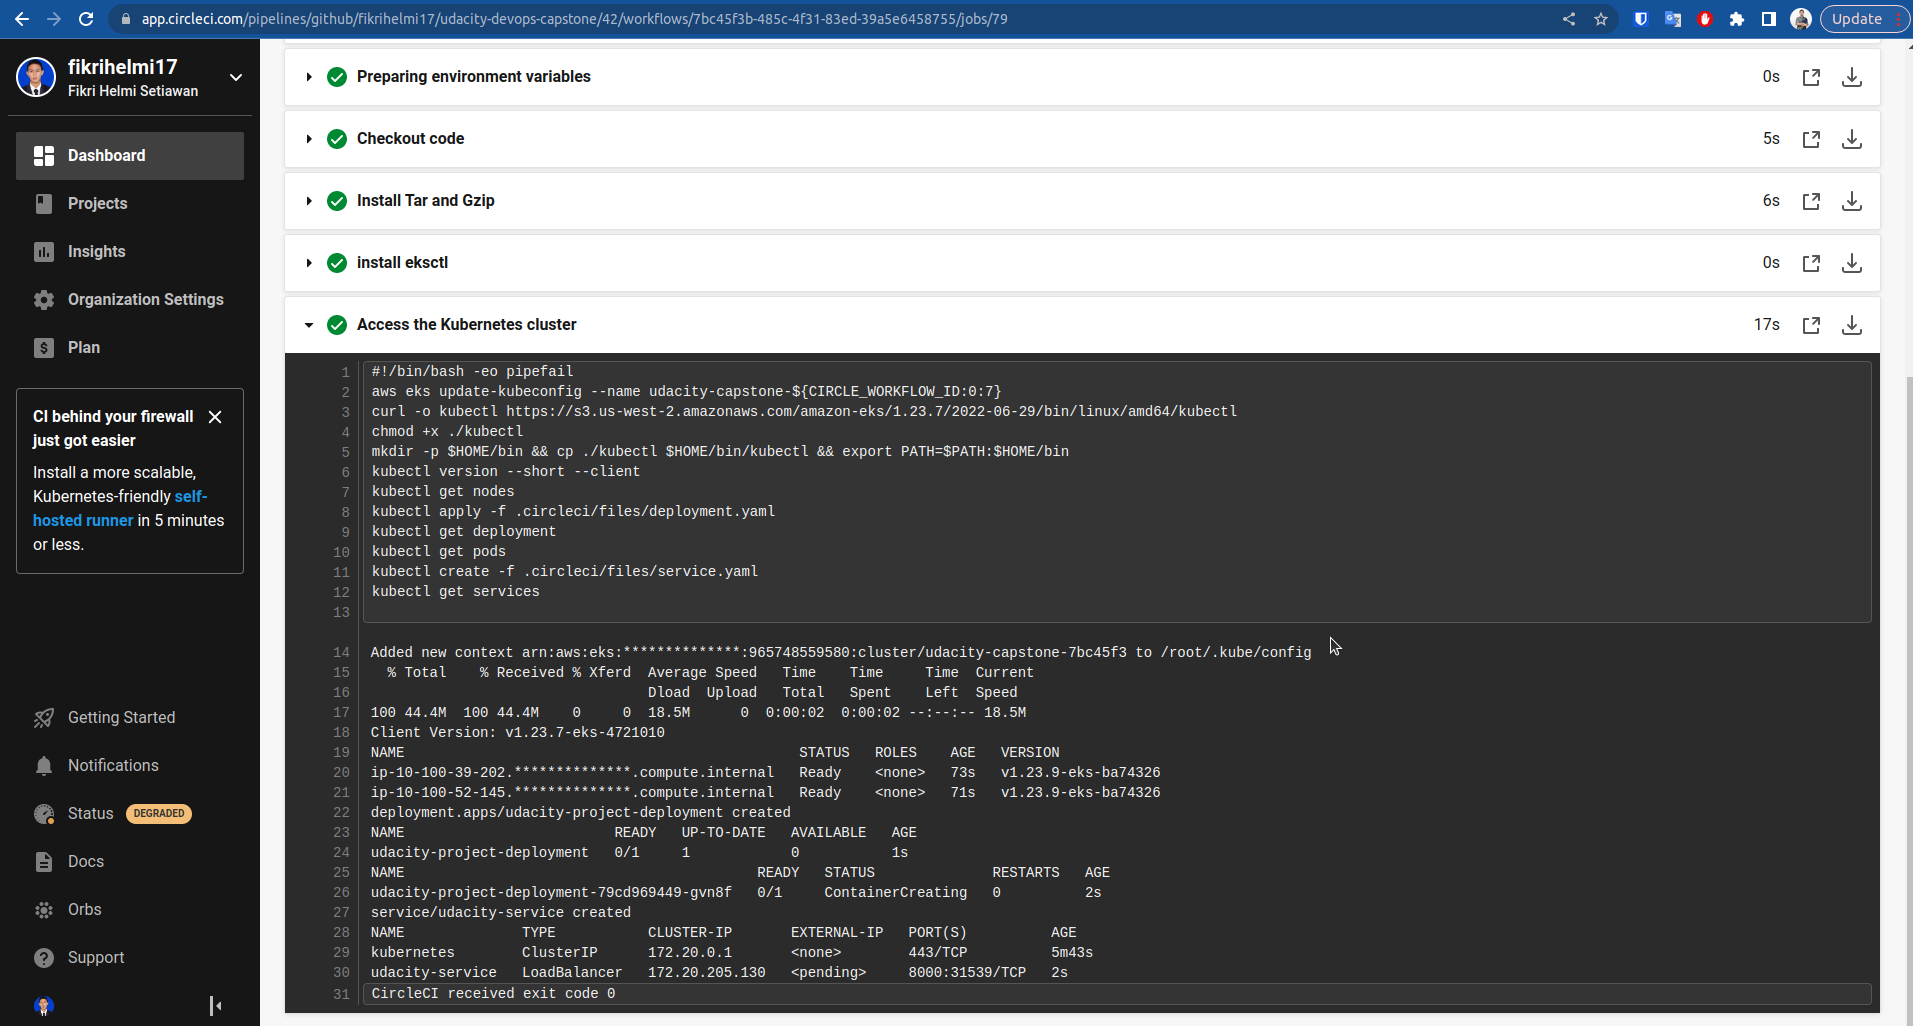 app.circleci.com/pipelines/github/fikrihelmi17/udacity-devops-capstone/42/workflows/7bc45f3b-485c-4f31-83ed-39a5e6458755/jobs/79
Update
fikrihelmi17
Fikri Helmi Setiawan
Dashboard
Projects
Insights
Organization Settings
Plan
CI behind your firewall
just got easier
Install a more scalable,
Kubernetes-friendly self-
hosted runner in 5 minutes
or less.
Getting Started
Notifications
Status DEGRADED
Docs
Orbs
Support
Preparing environment variables 0s
Checkout code 5s
Install Tar and Gzip 6s
install eksctl 0s
Access the Kubernetes cluster 17s
1 #!/bin/bash -eo pipefail
2 aws eks update-kubeconfig --name udacity-capstone-${CIRCLE_WORKFLOW_ID:0:7}
3 curl -o kubectl https://s3.us-west-2.amazonaws.com/amazon-eks/1.23.7/2022-06-29/bin/linux/amd64/kubectl
4 chmod +x ./kubectl
5 mkdir -p $HOME/bin && cp ./kubectl $HOME/bin/kubectl && export PATH=$PATH:$HOME/bin
6 kubectl version --short --client
7 kubectl get nodes
8 kubectl apply -f .circleci/files/deployment.yaml
9 kubectl get deployment
10 kubectl get pods
11 kubectl create -f .circleci/files/service.yaml
12 kubectl get services
13
14 Added new context arn:aws:eks:**************:965748559580:cluster/udacity-capstone-7bc45f3 to /root/.kube/config
15 % Total % Received % Xferd Average Speed Time Time Time Current
16 Dload Upload Total Spent Left Speed
17 100 44.4M 100 44.4M 0 0 18.5M 0 0:00:02 0:00:02 --:--:-- 18.5M
18 Client Version: v1.23.7-eks-4721010
19 NAME STATUS ROLES AGE VERSION
20 ip-10-100-39-202.**************.compute.internal Ready <none> 73s v1.23.9-eks-ba74326
21 ip-10-100-52-145.**************.compute.internal Ready <none> 71s v1.23.9-eks-ba74326
22 deployment.apps/udacity-project-deployment created
23 NAME READY UP-TO-DATE AVAILABLE AGE
24 udacity-project-deployment 0/1 1 0 1s
25 NAME READY STATUS RESTARTS AGE
26 udacity-project-deployment-79cd969449-gvn8f 0/1 ContainerCreating 0 2s
27 service/udacity-service created
28 NAME TYPE CLUSTER-IP EXTERNAL-IP PORT(S) AGE
29 kubernetes ClusterIP 172.20.0.1 <none> 443/TCP 5m43s
30 udacity-service LoadBalancer 172.20.205.130 <pending> 8000:31539/TCP 2s
31 CircleCI received exit code 0